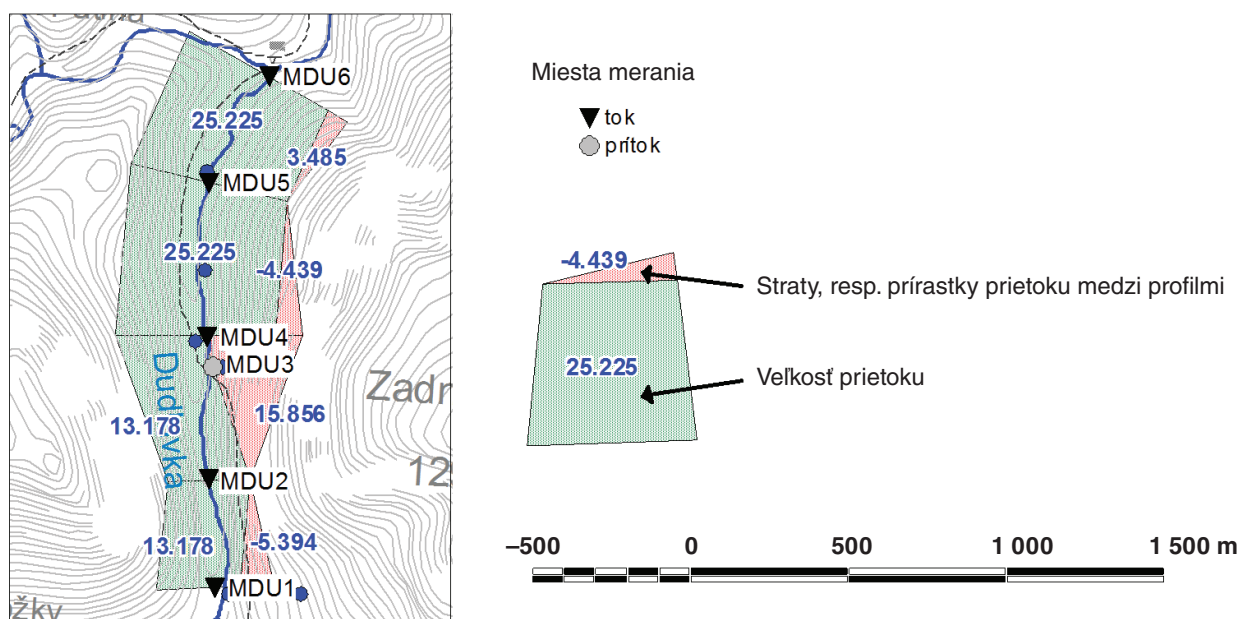 MDU6
25.225
3.485
MDU5
25.225
-4.439
MDU4
MDU3
Zadn
Dudlavka
13.178
15.856
12
MDU2
13.178
-5.394
MDU1
ožky
Miesta merania
tok
prítok
-4.439
Straty, resp. prírastky prietoku medzi profilmi
25.225
Veľkosť prietoku
–500 0 500 1 000 1 500 m